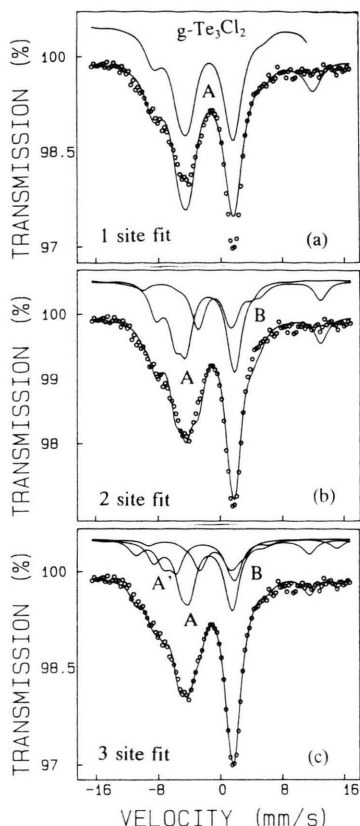 g-Te₃Cl₂
TRANSMISSION (%)
100
98.5
97
A
1 site fit
(a)
TRANSMISSION (%)
100
99
98
A
B
2 site fit
(b)
TRANSMISSION (%)
100
98.5
97
A'
A
B
3 site fit
(c)
-16 -8 0 8 16
VELOCITY (mm/s)